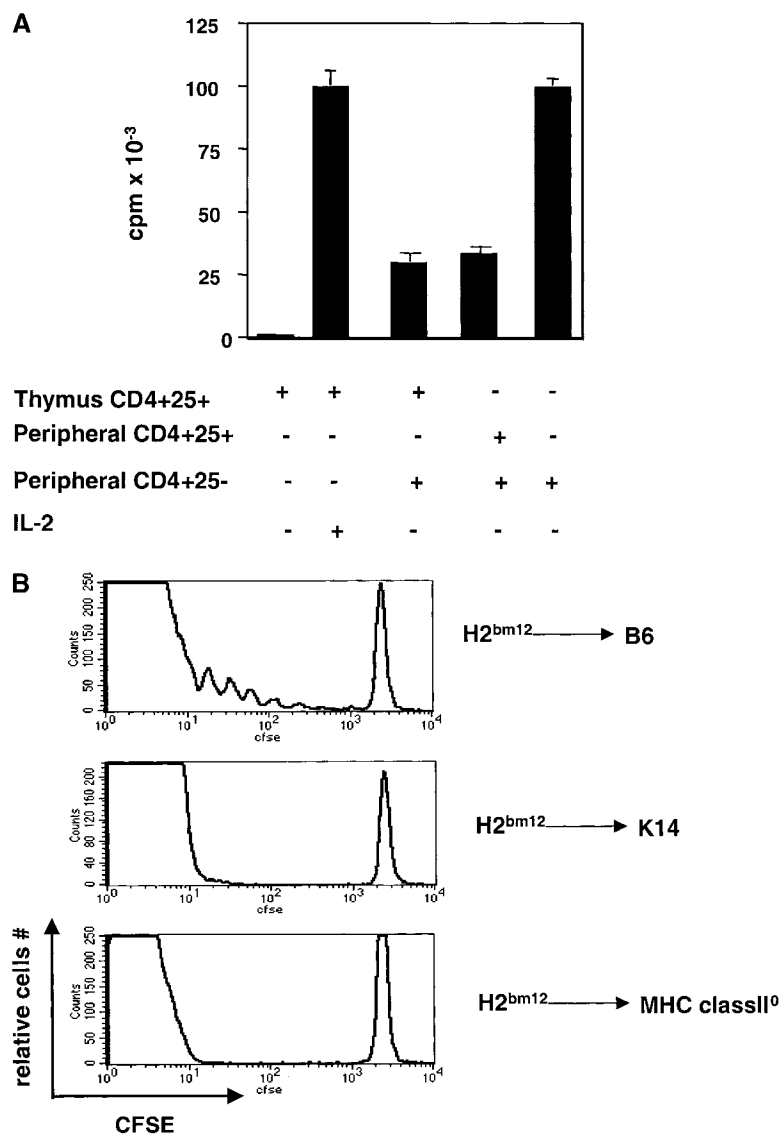 A
125
100
75
50
25
0
cpm x 10-3
Thymus CD4+25+ + + + - -
Peripheral CD4+25+ - - - + -
Peripheral CD4+25- - - + + +
IL-2 - + - - -
B
250
200
150
100
50
0
Counts
10⁰ 10¹ 10² 10³ 10⁴
cfse
H2bm12 B6
200
160
120
80
40
0
Counts
10⁰ 10¹ 10² 10³ 10⁴
cfse
H2bm12 K14
250
200
150
100
50
0
Counts
10⁰ 10¹ 10² 10³ 10⁴
cfse
H2bm12 MHC classII⁰
relative cells #
CFSE